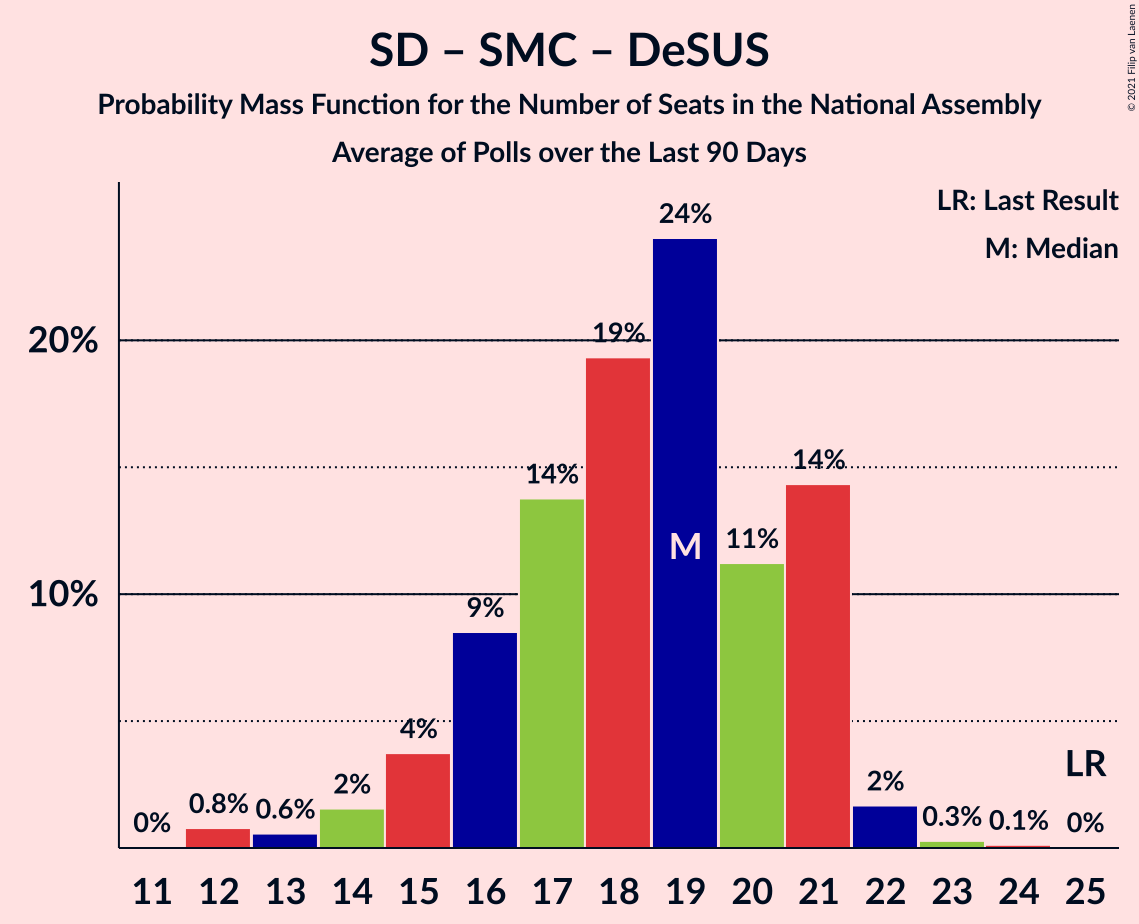 SD – SMC – DeSUS
Probability Mass Function for the Number of Seats in the National Assembly
Average of Polls over the Last 90 Days
© 2021 Filip van Laenen
LR: Last Result
M: Median
24%
20%
19%
14%
14%
M
11%
10%
9%
4%
LR
2%
2%
0%
0.8%
0.6%
0.3%
0.1%
0%
11 12 13 14 15 16 17 18 19 20 21 22 23 24 25